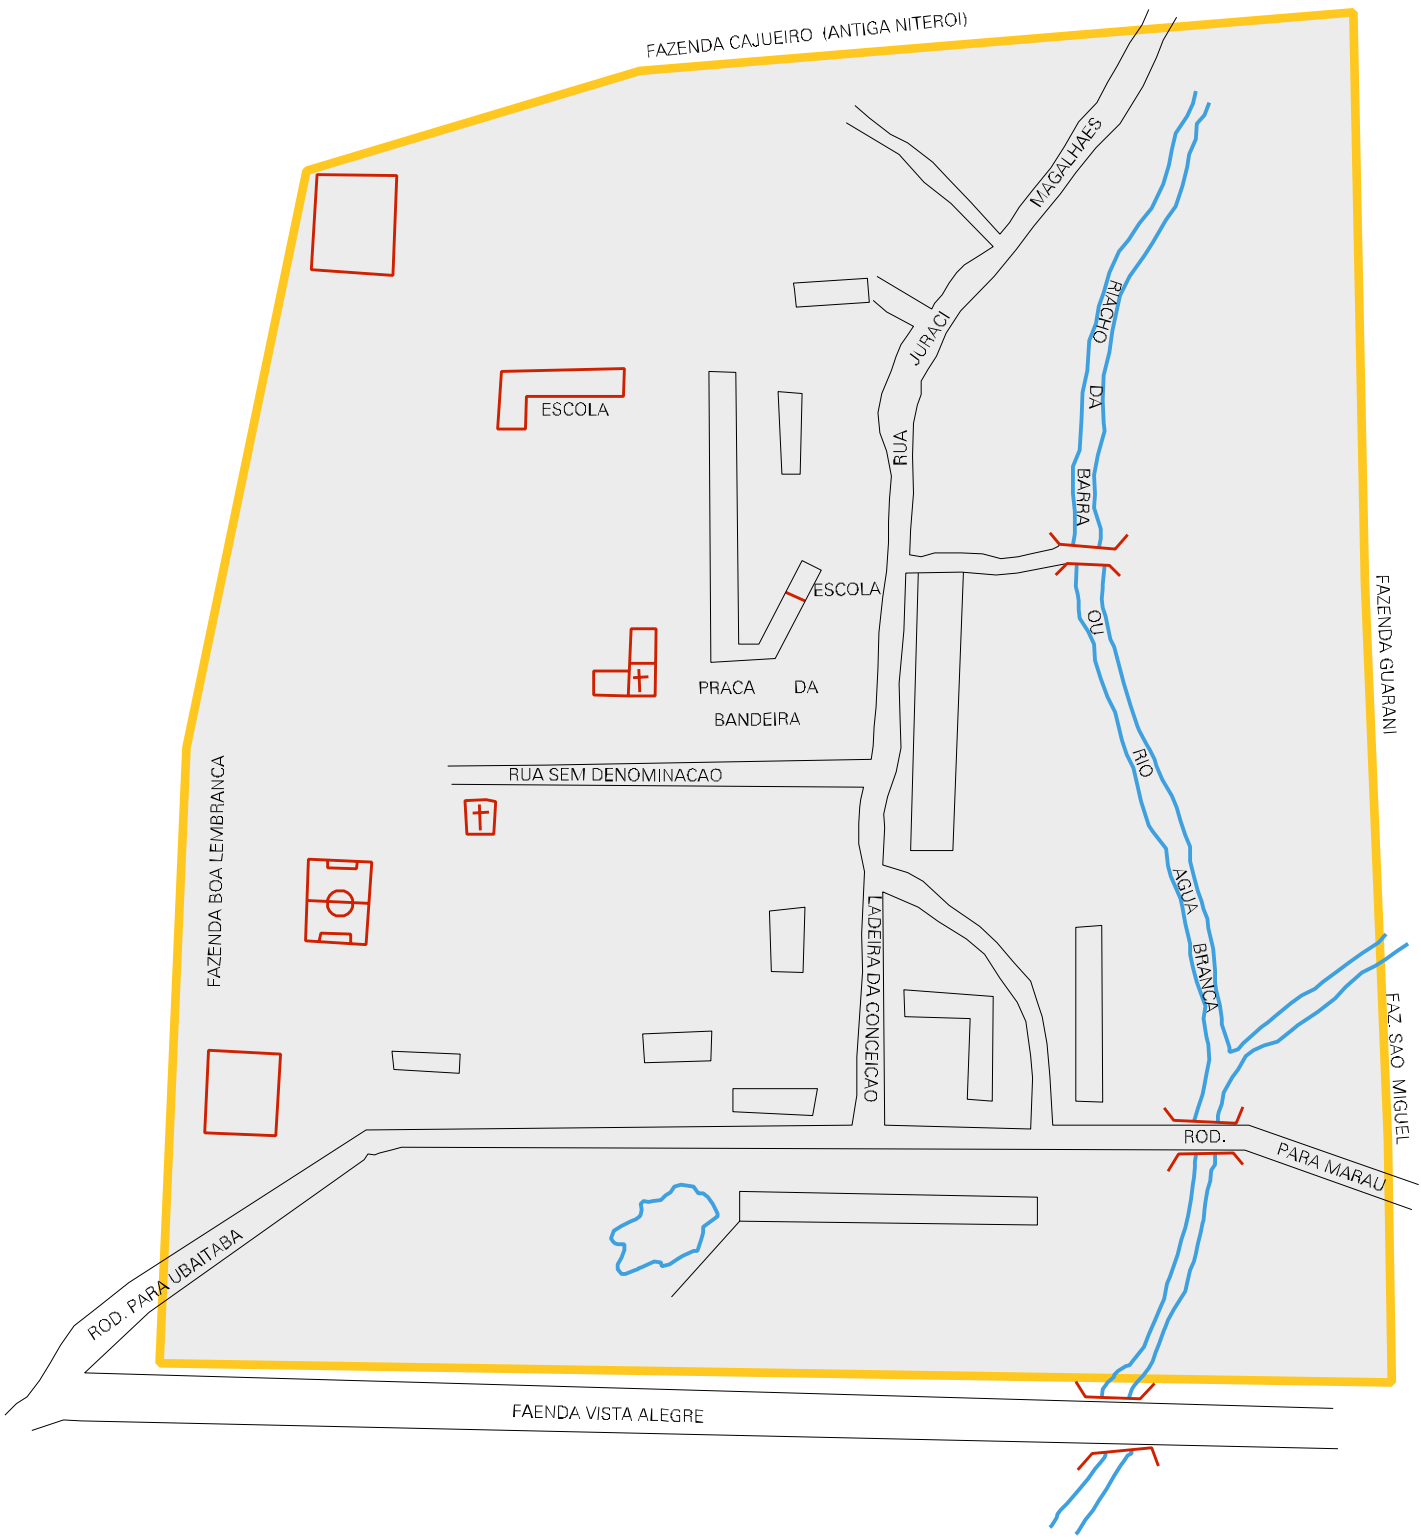 FAZENDA CAJUEIRO (ANTIGA NITEROI)
MAGALHAES
JURACI
RUA
RIACHO
DA
BARRA
OU
RIO
AGUA
BRANCA
ESCOLA
ESCOLA
PRACA DA
BANDEIRA
RUA SEM DENOMINACAO
FAZENDA GUARANI
FAZENDA BOA LEMBRANCA
LADEIRA DA CONCEICAO
FAZ. SAO MIGUEL
ROD.
PARA MARAU
ROD. PARA UBAITABA
FAENDA VISTA ALEGRE